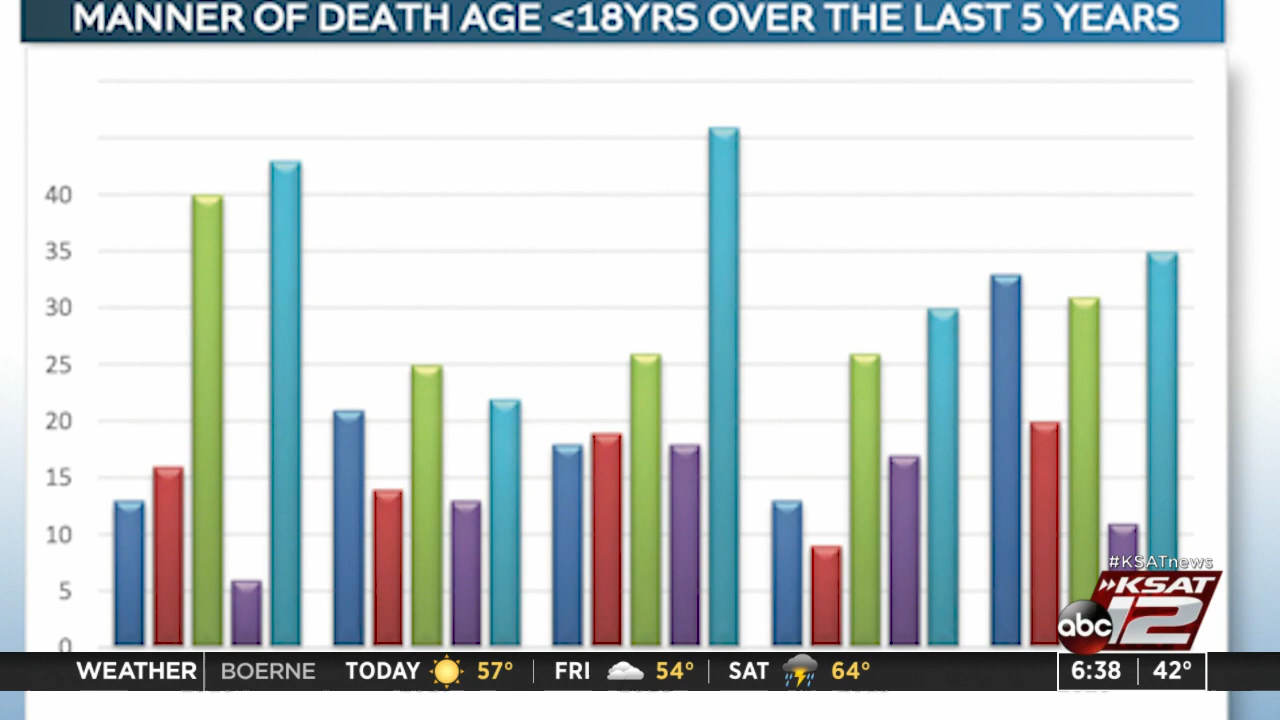 MANNER OF DEATH AGE <18YRS OVER THE LAST 5 YEARS
40
35
30
25
20
15
10
5
0
#KSATnews
KSAT
abc 12
WEATHER BOERNE TODAY 57° FRI 54° SAT 64° 6:38 42°